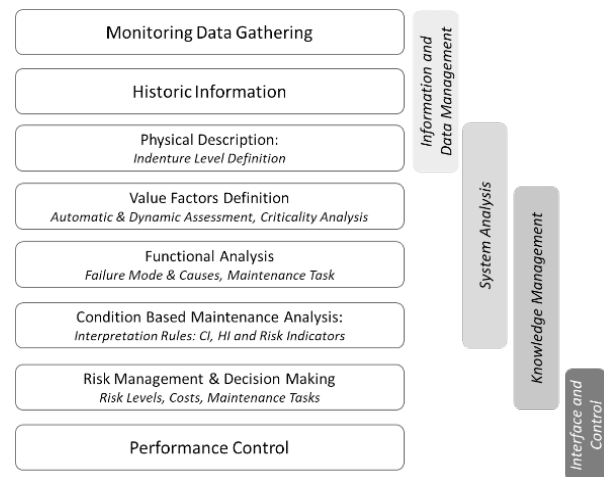 Monitoring Data Gathering
Historic Information
Physical Description:
Indenture Level Definition
Value Factors Definition
Automatic & Dynamic Assessment, Criticality Analysis
Functional Analysis
Failure Mode & Causes, Maintenance Task
Condition Based Maintenance Analysis:
Interpretation Rules: CI, HI and Risk Indicators
Risk Management & Decision Making
Risk Levels, Costs, Maintenance Tasks
Performance Control
Information and
Data Management
System Analysis
Knowledge Management
Interface and
Control